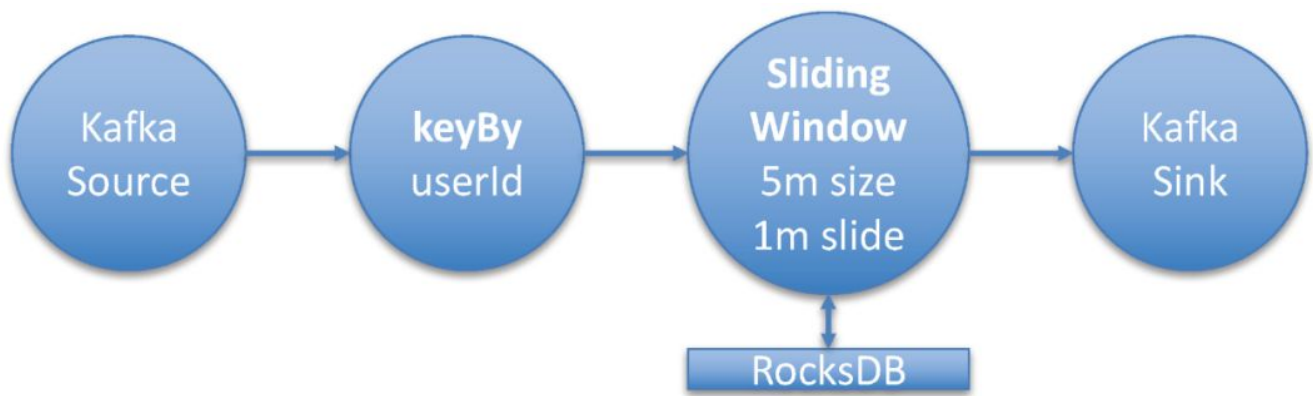 Kafka
Source
keyBy
userId
Sliding
Window
5m size
1m slide
Kafka
Sink
RocksDB